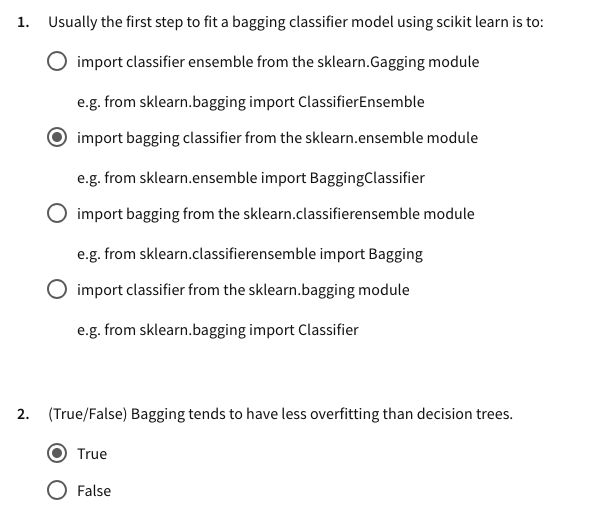 1. Usually the first step to fit a bagging classifier model using scikit learn is to:
import classifier ensemble from the sklearn.Gagging module
e.g. from sklearn.bagging import ClassifierEnsemble
import bagging classifier from the sklearn.ensemble module
e.g. from sklearn.ensemble import BaggingClassifier
import bagging from the sklearn.classifierensemble module
e.g. from sklearn.classifierensemble import Bagging
import classifier from the sklearn.bagging module
e.g. from sklearn.bagging import Classifier
2. (True/False) Bagging tends to have less overfitting than decision trees.
True
False